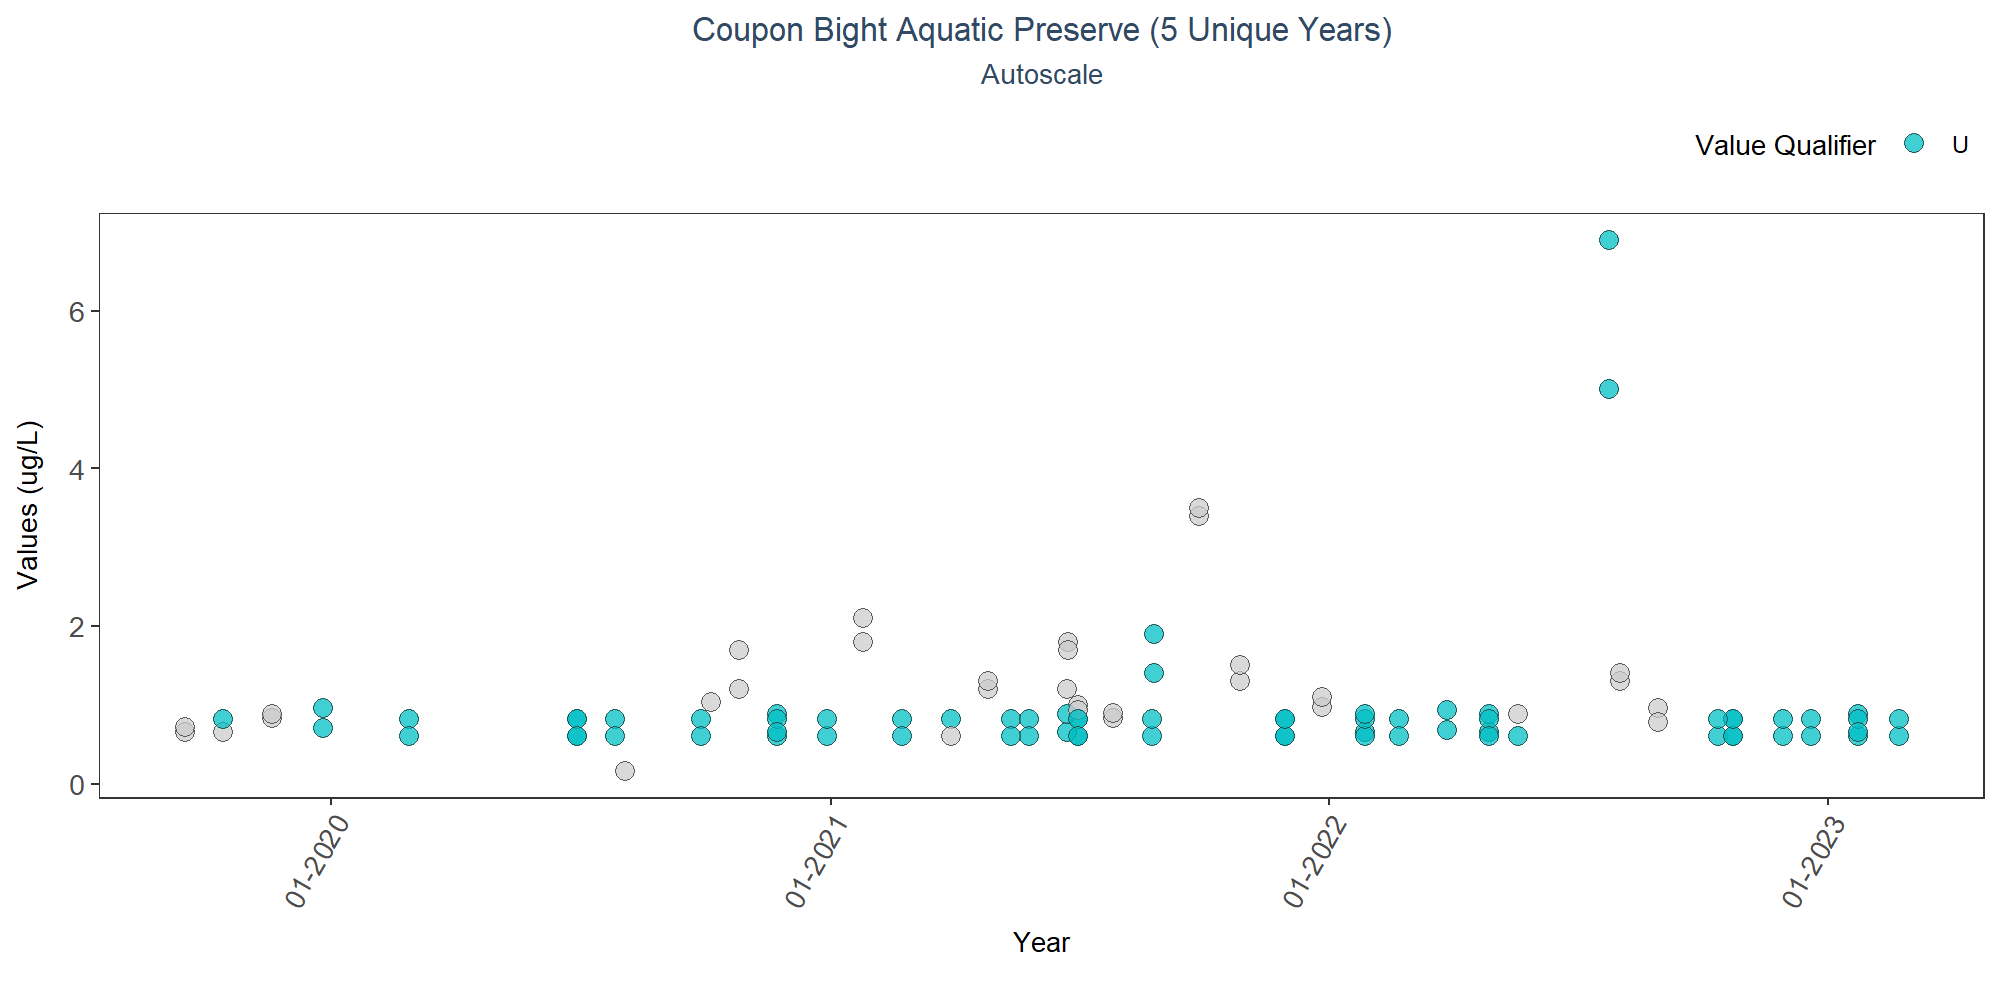 Coupon Bight Aquatic Preserve (5 Unique Years)
Autoscale
Value Qualifier U
6
4
2
0
Values (ug/L)
01-2020
01-2021
01-2022
01-2023
Year